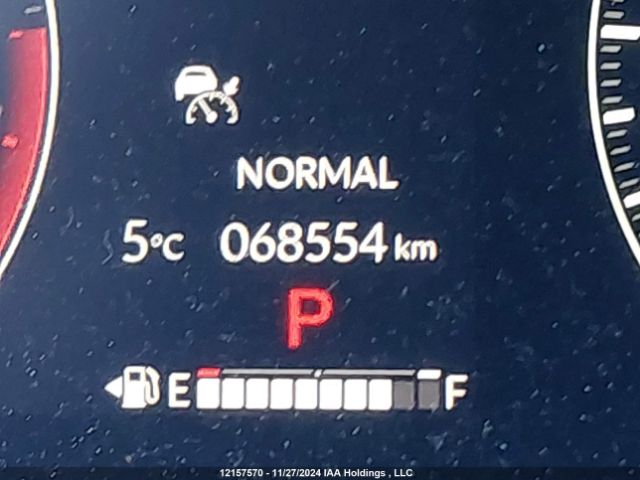 NORMAL
5°C 068554 km
P
E F
12157570 - 11/27/2024 IAA Holdings , LLC